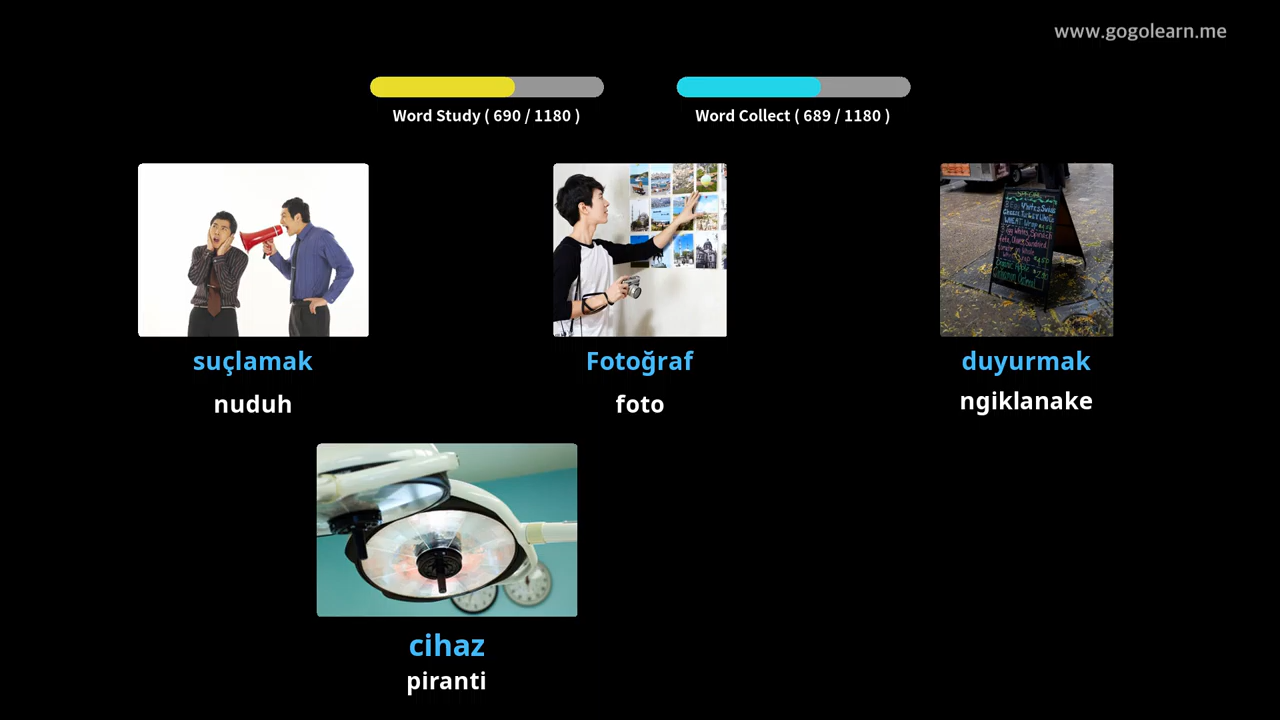 www.gogolearn.me
Word Study ( 690 / 1180 )
Word Collect ( 689 / 1180 )
suçlamak
Fotoğraf
duyurmak
nuduh
foto
ngiklanake
cihaz
piranti